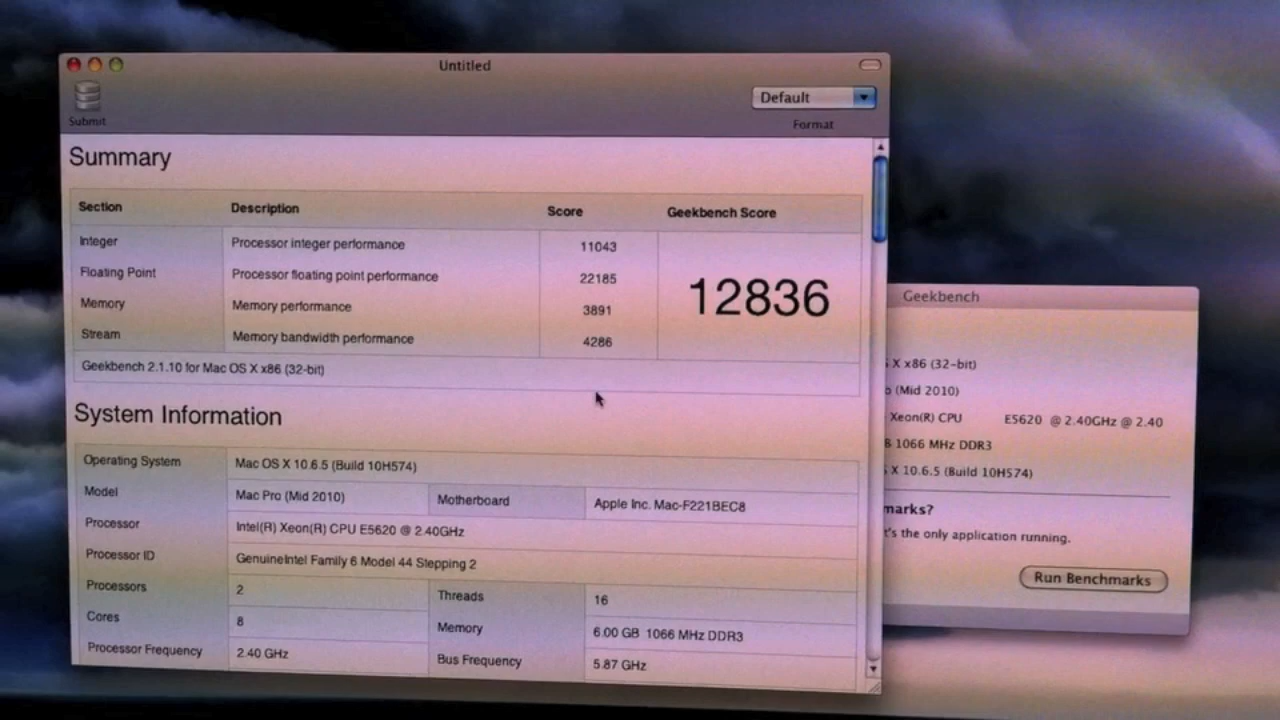 Untitled
Submit
Default
Format
Summary
Section Description Score Geekbench Score
Integer Processor integer performance 11043
Floating Point Processor floating point performance 22185
12836
Memory Memory performance 3891
Stream Memory bandwidth performance 4286
Geekbench 2.1.10 for Mac OS X x86 (32-bit)
System Information
Operating System Mac OS X 10.6.5 (Build 10H574)
Model Mac Pro (Mid 2010) Motherboard Apple Inc. Mac-F221BEC8
Processor Intel(R) Xeon(R) CPU E5620 @ 2.40GHz
Processor ID GenuineIntel Family 6 Model 44 Stepping 2
Processors 2 Threads 16
Cores 8 Memory 6.00 GB 1066 MHz DDR3
Processor Frequency 2.40 GHz Bus Frequency 5.87 GHz
Geekbench
X x86 (32-bit)
(Mid 2010)
Xeon(R) CPU E5620 @ 2.40GHz @ 2.40
1066 MHz DDR3
X 10.6.5 (Build 10H574)
marks?
t's the only application running.
Run Benchmarks